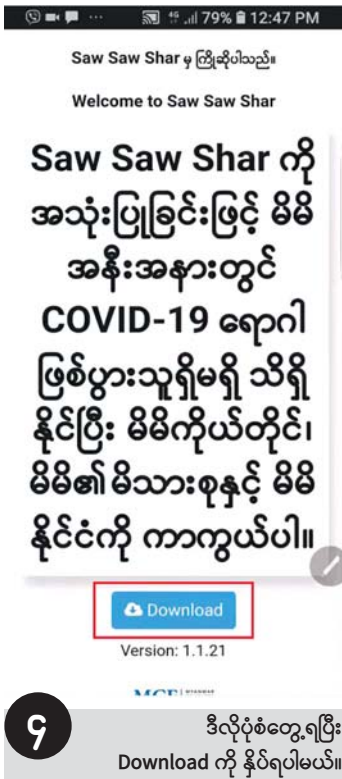 79% 12:47 PM
Saw Saw Shar မှ ကြိုဆိုပါသည်။
Welcome to Saw Saw Shar
Saw Saw Shar ကို
အသုံးပြုခြင်းဖြင့် မိမိ
အနီးအနားတွင်
COVID-19 ရောဂါ
ဖြစ်ပွားသူရှိမရှိ သိရှိ
နိုင်ပြီး မိမိကိုယ်တိုင်၊
မိမိ၏ မိသားစုနှင့် မိမိ
နိုင်ငံကို ကာကွယ်ပါ။
Download
Version: 1.1.21
၄
ဒီလိုပုံစံတွေ့ရပြီး
Download ကို နှိပ်ရပါမယ်။